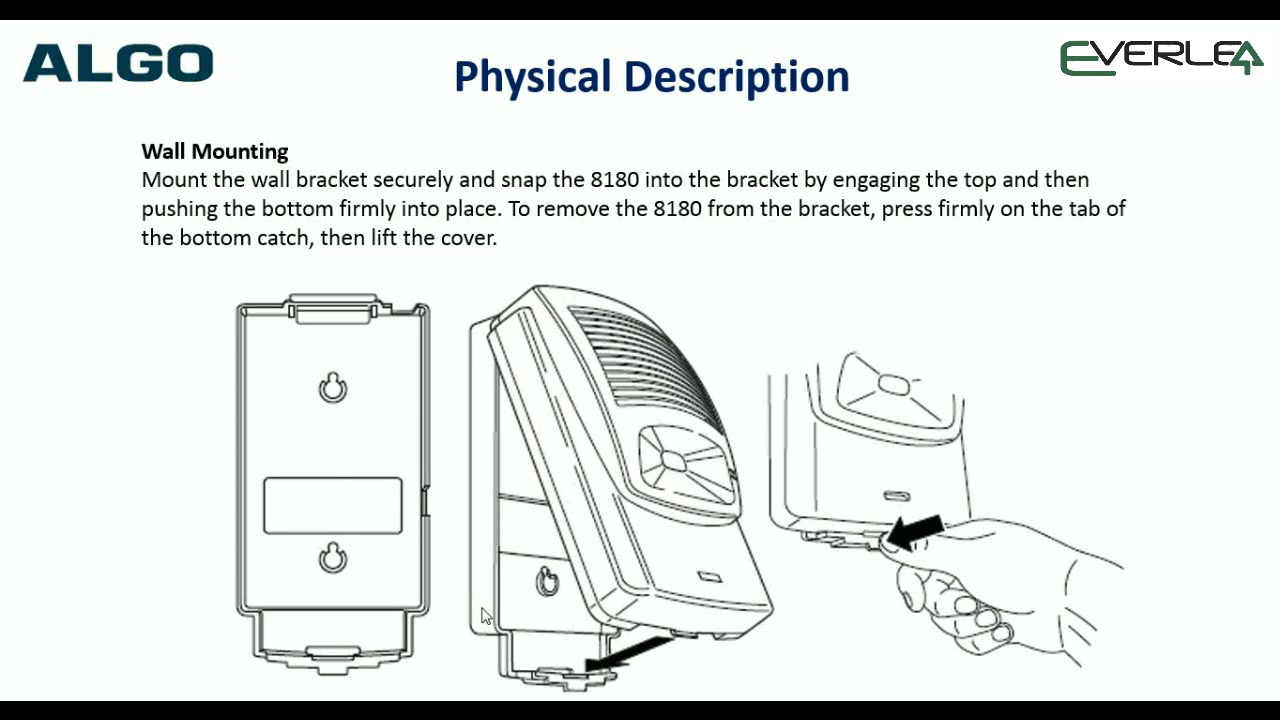 ALGO
EVERLEA
Physical Description
Wall Mounting
Mount the wall bracket securely and snap the 8180 into the bracket by engaging the top and then
pushing the bottom firmly into place. To remove the 8180 from the bracket, press firmly on the tab of
the bottom catch, then lift the cover.